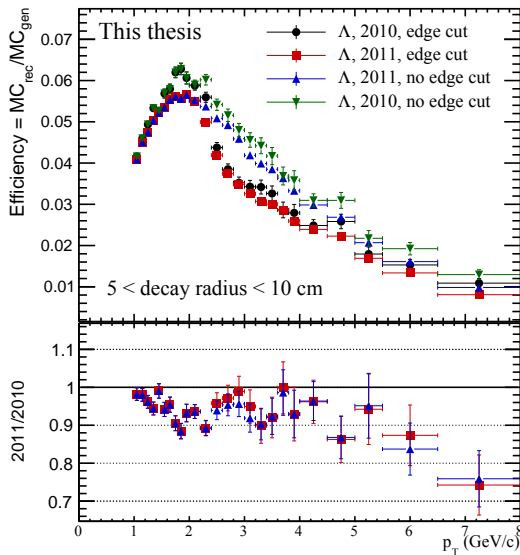 This thesis
Λ, 2010, edge cut
Λ, 2011, edge cut
Λ, 2011, no edge cut
Λ, 2010, no edge cut
Efficiency = MC_rec/MC_gen
0.07
0.06
0.05
0.04
0.03
0.02
0.01
5 < decay radius < 10 cm
2011/2010
1.1
1
0.9
0.8
0.7
0 1 2 3 4 5 6 7 8
p_T (GeV/c)